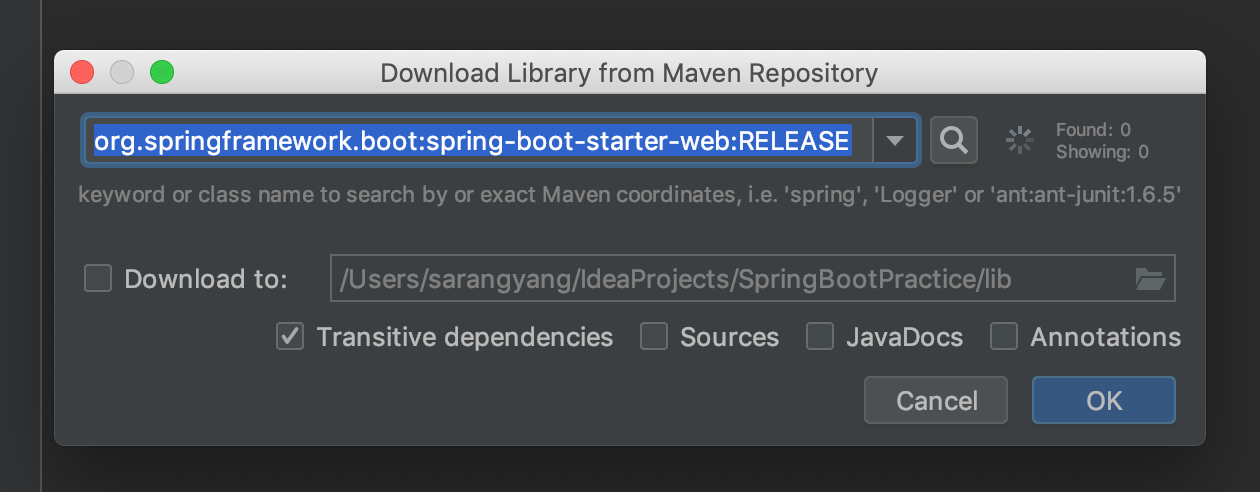 Download Library from Maven Repository
org.springframework.boot:spring-boot-starter-web:RELEASE
Found: 0
Showing: 0
keyword or class name to search by or exact Maven coordinates, i.e. 'spring', 'Logger' or 'ant:ant-junit:1.6.5'
Download to: /Users/sarangyang/IdeaProjects/SpringBootPractice/lib
Transitive dependencies Sources JavaDocs Annotations
Cancel OK